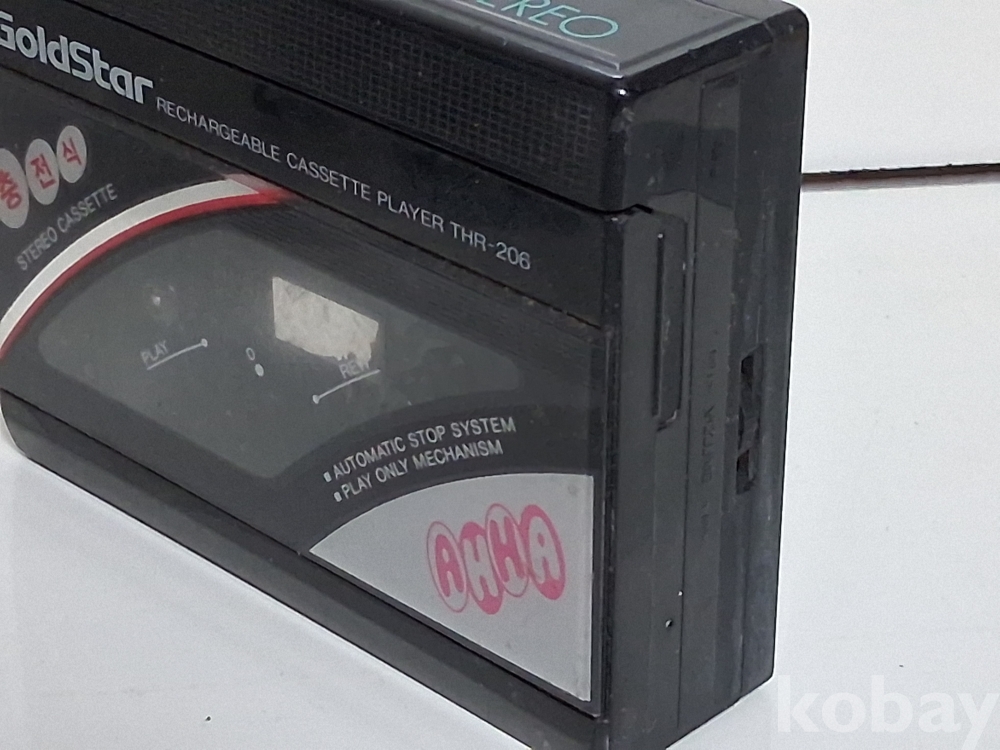 GoldStar
RECHARGEABLE CASSETTE PLAYER THR-206
충전식
STEREO CASSETTE
PLAY
O
REW
AUTOMATIC STOP SYSTEM
PLAY ONLY MECHANISM
AHHA
kobay